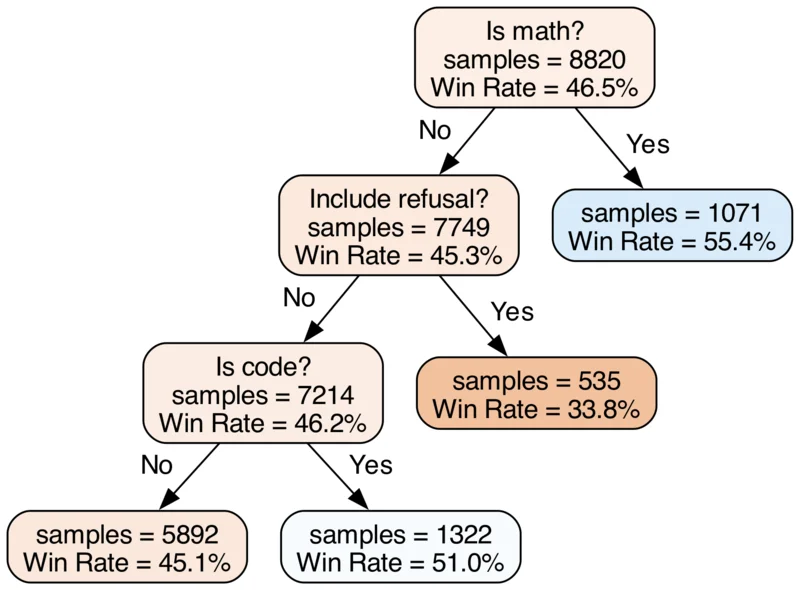 Is math?
samples = 8820
Win Rate = 46.5%
No
Yes
Include refusal?
samples = 7749
Win Rate = 45.3%
samples = 1071
Win Rate = 55.4%
No
Yes
Is code?
samples = 7214
Win Rate = 46.2%
samples = 535
Win Rate = 33.8%
No
Yes
samples = 5892
Win Rate = 45.1%
samples = 1322
Win Rate = 51.0%